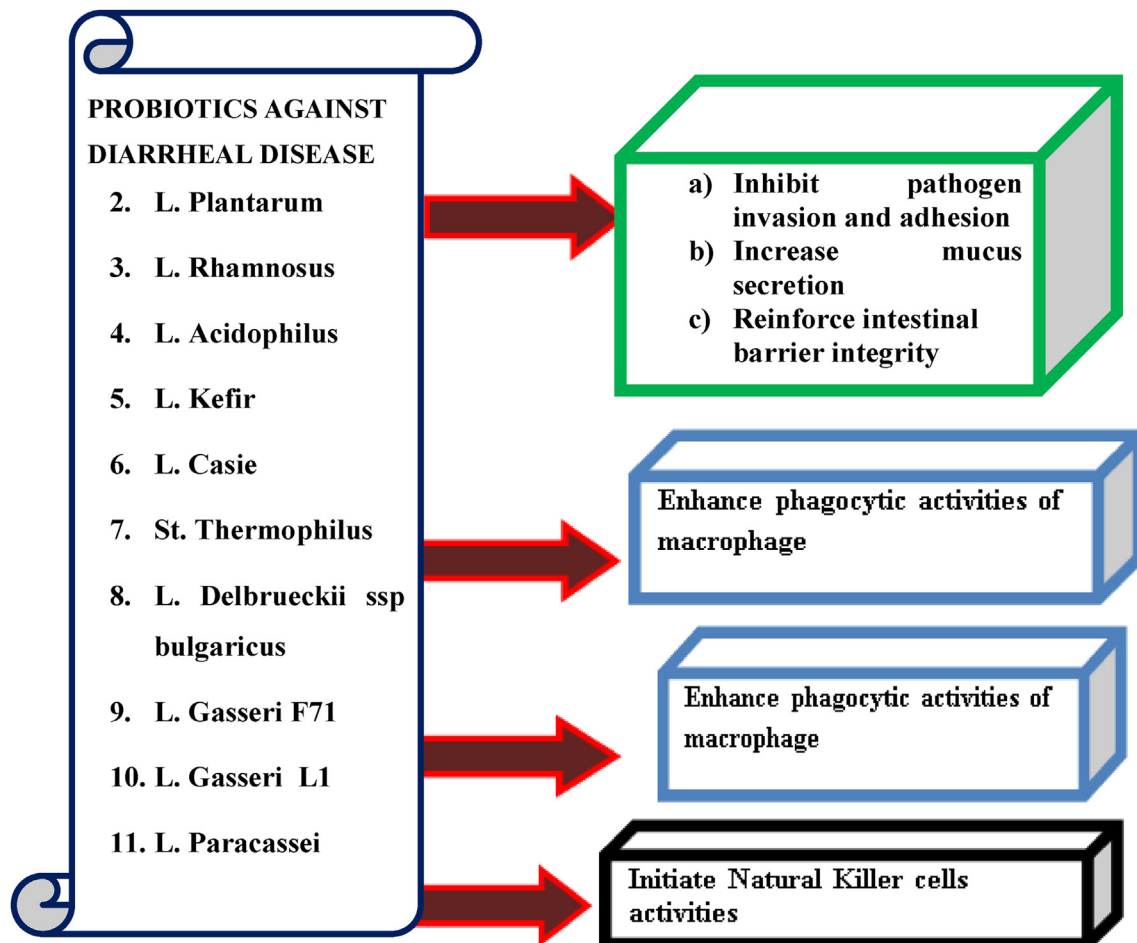 PROBIOTICS AGAINST
DIARRHEAL DISEASE
2. L. Plantarum
3. L. Rhamnosus
4. L. Acidophilus
5. L. Kefir
6. L. Casie
7. St. Thermophilus
8. L. Delbrueckii ssp
bulgaricus
9. L. Gasseri F71
10. L. Gasseri L1
11. L. Paracassei
a) Inhibit pathogen
invasion and adhesion
b) Increase mucus
secretion
c) Reinforce intestinal
barrier integrity
Enhance phagocytic activities of
macrophage
Enhance phagocytic activities of
macrophage
Initiate Natural Killer cells
activities